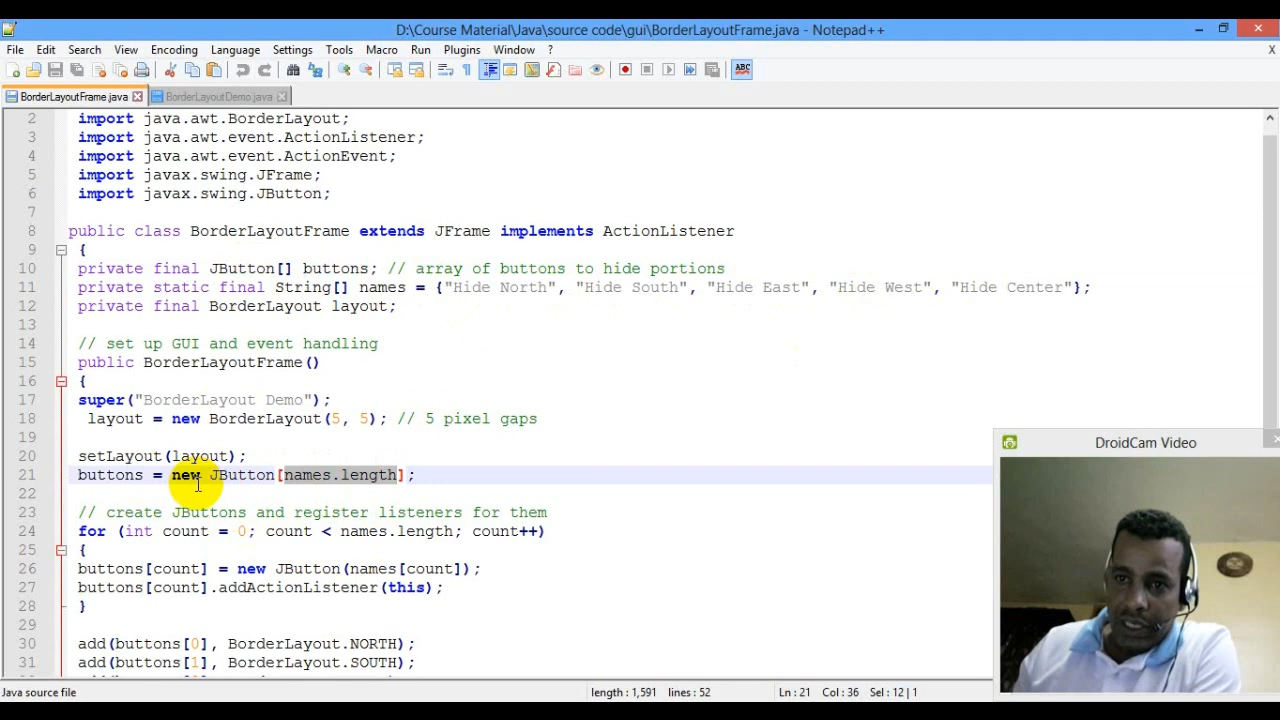 D:\Course Material\Java\source code\gui\BorderLayoutFrame.java - Notepad++
File Edit Search View Encoding Language Settings Tools Macro Run Plugins Window ?
X
ABC
BorderLayoutFrame.java BorderLayoutDemo.java
2 import java.awt.BorderLayout;
3 import java.awt.event.ActionListener;
4 import java.awt.event.ActionEvent;
5 import javax.swing.JFrame;
6 import javax.swing.JButton;
7
8 public class BorderLayoutFrame extends JFrame implements ActionListener
9 {
10 private final JButton[] buttons; // array of buttons to hide portions
11 private static final String[] names = {"Hide North", "Hide South", "Hide East", "Hide West", "Hide Center"};
12 private final BorderLayout layout;
13
14 // set up GUI and event handling
15 public BorderLayoutFrame()
16 {
17 super("BorderLayout Demo");
18 layout = new BorderLayout(5, 5); // 5 pixel gaps
19
20 setLayout(layout);
21 buttons = new JButton[names.length];
22
23 // create JButtons and register listeners for them
24 for (int count = 0; count < names.length; count++)
25 {
26 buttons[count] = new JButton(names[count]);
27 buttons[count].addActionListener(this);
28 }
29
30 add(buttons[0], BorderLayout.NORTH);
31 add(buttons[1], BorderLayout.SOUTH);
DroidCam Video
Java source file length : 1,591 lines : 52 Ln : 21 Col : 36 Sel : 12 | 1